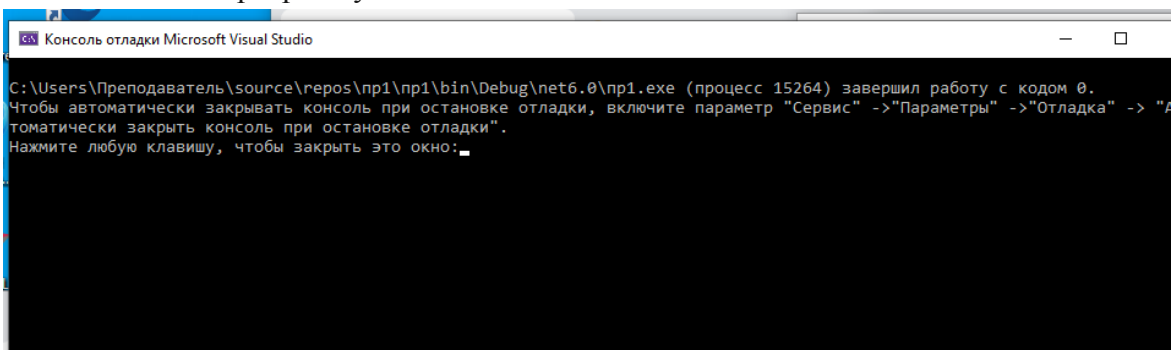 Консоль отладки Microsoft Visual Studio
C:\Users\Преподаватель\source\repos\пр1\пр1\bin\Debug\net6.0\пр1.exe (процесс 15264) завершил работу с кодом 0.
Чтобы автоматически закрывать консоль при остановке отладки, включите параметр "Сервис" ->"Параметры" ->"Отладка" -> "А
томатически закрыть консоль при остановке отладки".
Нажмите любую клавишу, чтобы закрыть это окно: